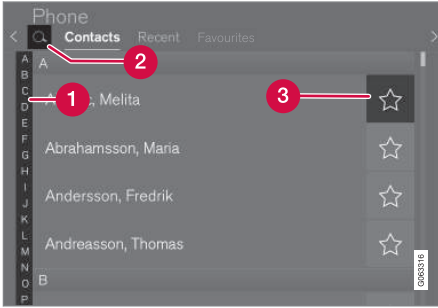 Phone
Contacts Recent Favourites
2
A
A
B
C
D
E
F
G
H
I
J
K
L
M
N
O
P
1
Melita
3
Abrahamsson, Maria
Andersson, Fredrik
Andreasson, Thomas
B
G063316